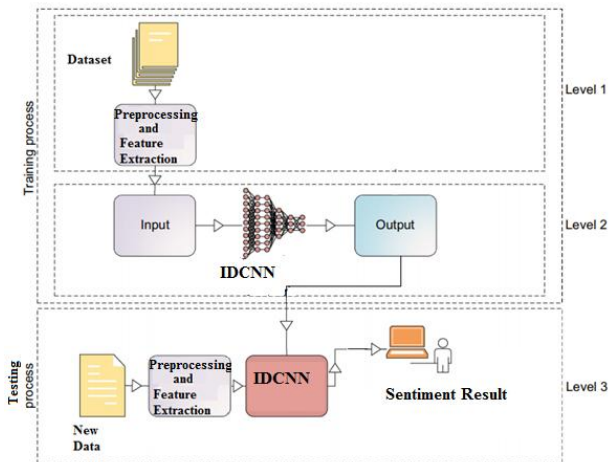 Dataset
Preprocessing
and
Feature
Extraction
Level 1
Training process
Input
IDCNN
Output
Level 2
Testing
process
New
Data
Preprocessing
and
Feature
Extraction
IDCNN
Sentiment Result
Level 3